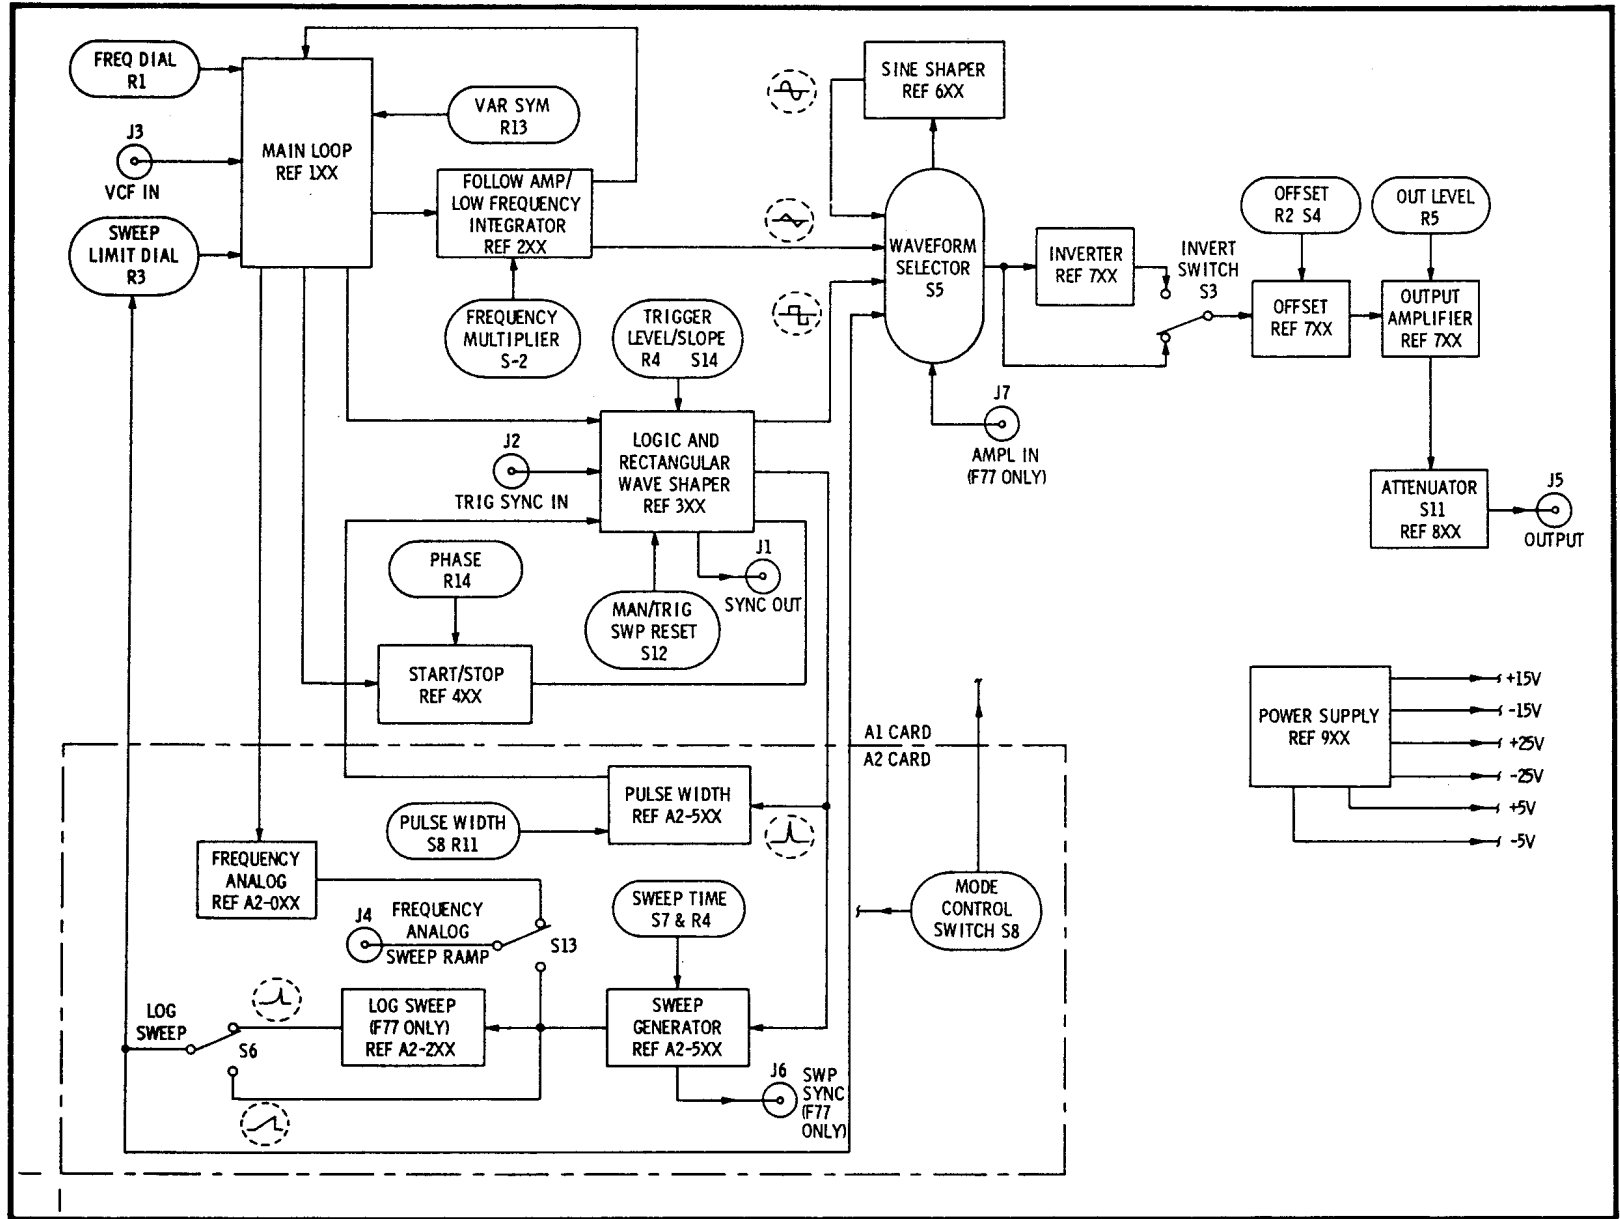 FREQ DIAL
R1
J3
VCF IN
SWEEP
LIMIT DIAL
R3
MAIN LOOP
REF 1XX
VAR SYM
R13
FOLLOW AMP/
LOW FREQUENCY
INTEGRATOR
REF 2XX
FREQUENCY
MULTIPLIER
S-2
TRIGGER
LEVEL/SLOPE
R4 S14
SINE SHAPER
REF 6XX
WAVEFORM
SELECTOR
S5
INVERTER
REF 7XX
INVERT
SWITCH
S3
OFFSET
R2 S4
OUT LEVEL
R5
OFFSET
REF 7XX
OUTPUT
AMPLIFIER
REF 7XX
J7
AMPL IN
(F77 ONLY)
ATTENUATOR
S11
REF 8XX
J5
OUTPUT
J2
TRIG SYNC IN
LOGIC AND
RECTANGULAR
WAVE SHAPER
REF 3XX
J1
SYNC OUT
PHASE
R14
MAN/TRIG
SWP RESET
S12
START/STOP
REF 4XX
A1 CARD
A2 CARD
POWER SUPPLY
REF 9XX
+15V
-15V
+25V
-25V
+5V
-5V
PULSE WIDTH
REF A2-5XX
PULSE WIDTH
S8 R11
FREQUENCY
ANALOG
REF A2-0XX
J4
FREQUENCY
ANALOG
SWEEP RAMP
S13
SWEEP TIME
S7 & R4
MODE
CONTROL
SWITCH S8
LOG
SWEEP
S6
LOG SWEEP
(F77 ONLY)
REF A2-2XX
SWEEP
GENERATOR
REF A2-5XX
J6
SWP
SYNC
(F77
ONLY)